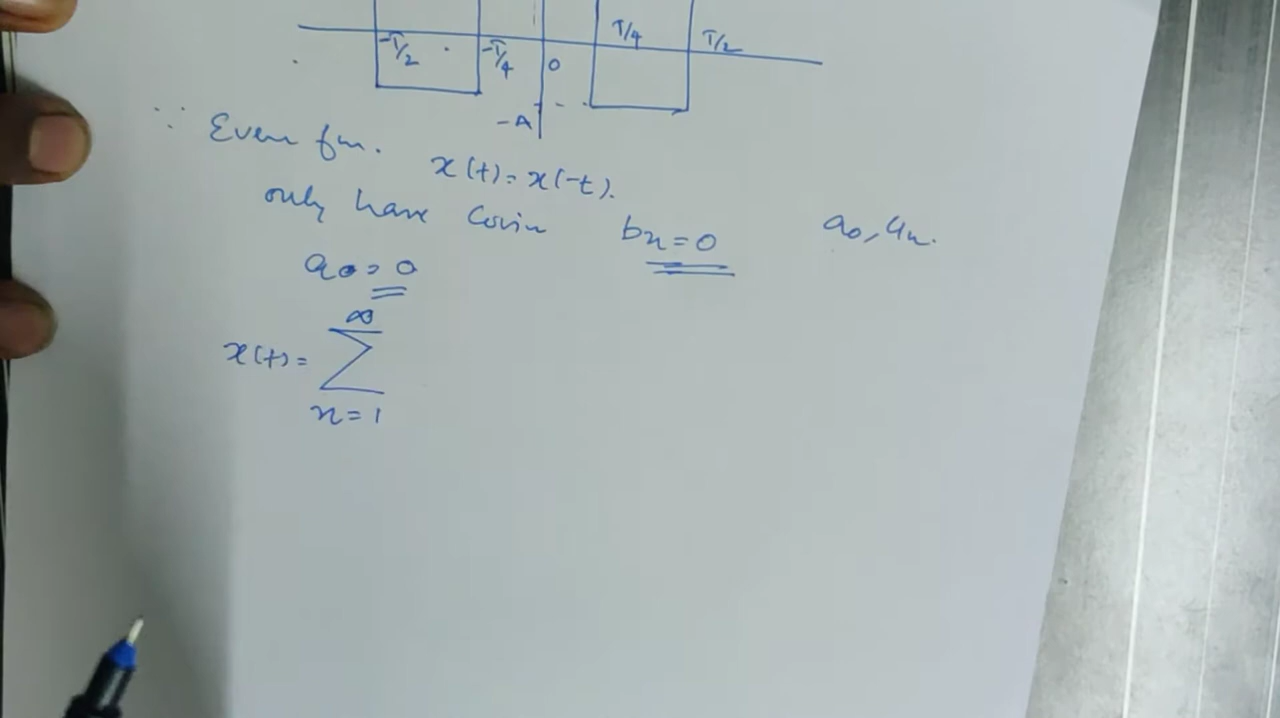 -T/2 -T/4 0 T/4 T/2
-A
∵ Even fn.
x(t) = x(-t).
only have Cosin bn=0 a0, an.
a0 = 0
x(t) = ∞ ∑ n=1